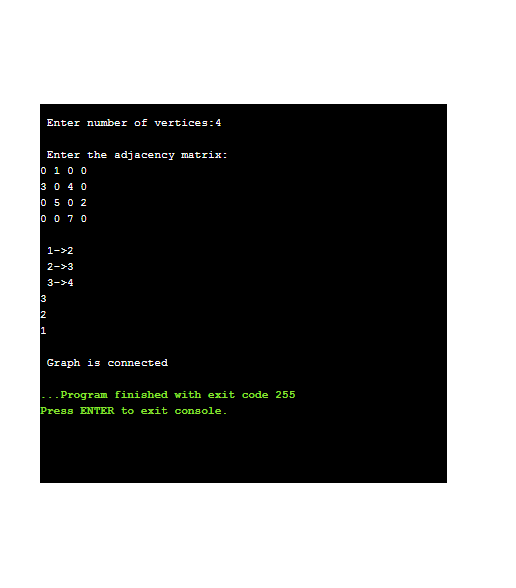 Enter number of vertices:4
Enter the adjacency matrix:
0 1 0 0
3 0 4 0
0 5 0 2
0 0 7 0
1->2
2->3
3->4
3
2
1
Graph is connected
...Program finished with exit code 255
Press ENTER to exit console.